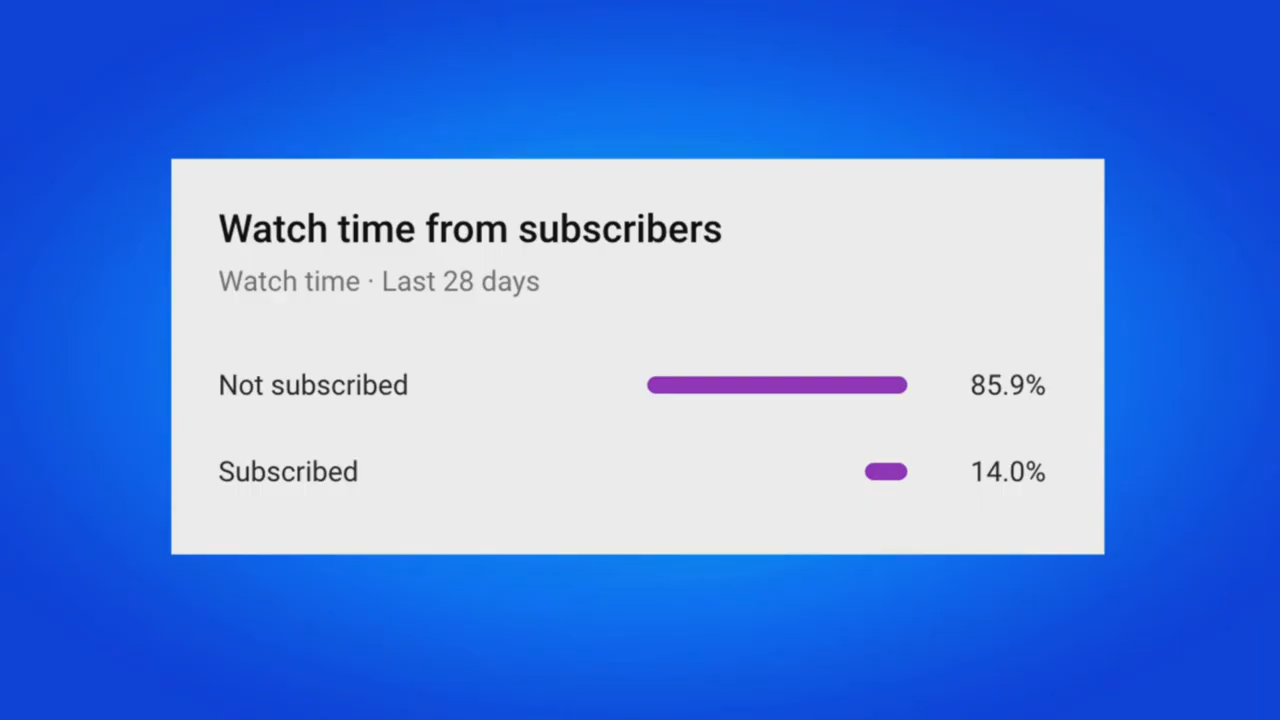 Watch time from subscribers
Watch time · Last 28 days
Not subscribed 85.9%
Subscribed 14.0%